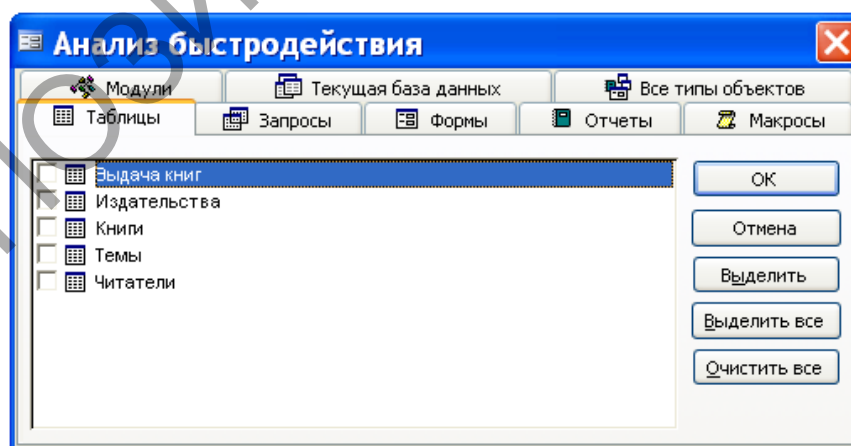 Анализ быстродействия
Модули Текущая база данных Все типы объектов
Таблицы Запросы Формы Отчеты Макросы
Выдача книг
Издательства
Книги
Темы
Читатели
ОК
Отмена
Выделить
Выделить все
Очистить все